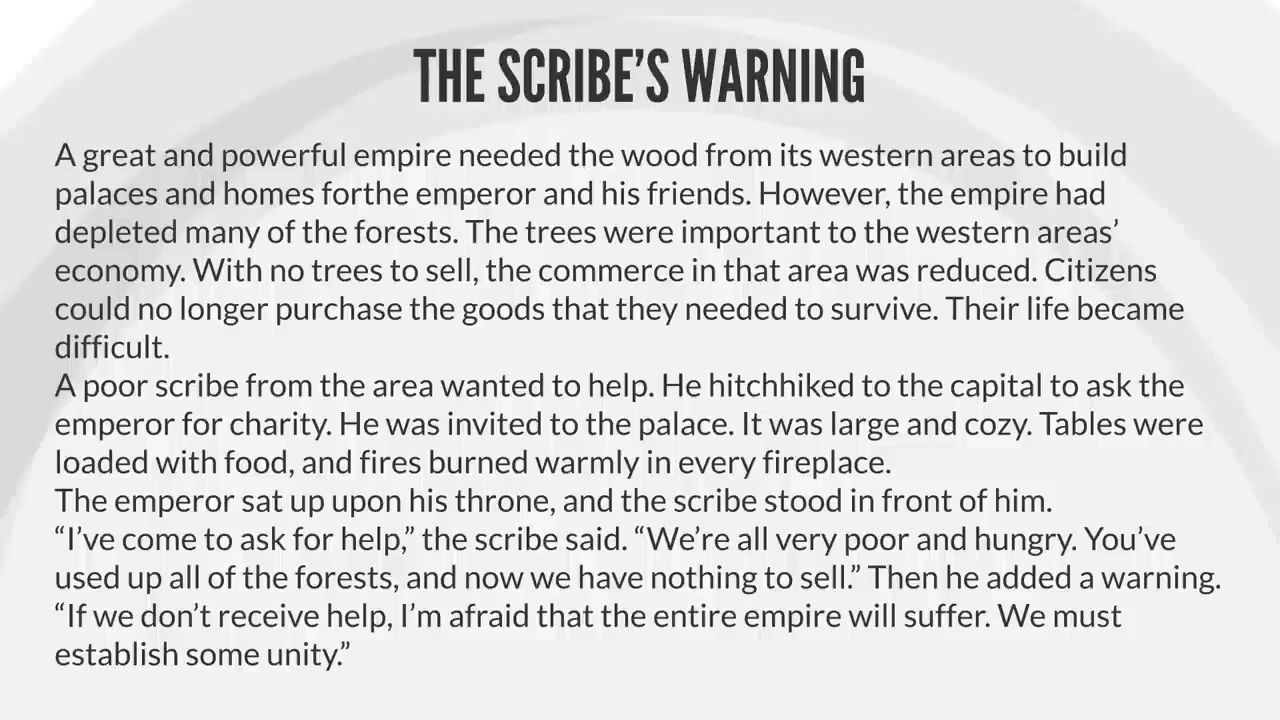 THE SCRIBE’S WARNING
A great and powerful empire needed the wood from its western areas to build
palaces and homes forthe emperor and his friends. However, the empire had
depleted many of the forests. The trees were important to the western areas’
economy. With no trees to sell, the commerce in that area was reduced. Citizens
could no longer purchase the goods that they needed to survive. Their life became
difficult.
A poor scribe from the area wanted to help. He hitchhiked to the capital to ask the
emperor for charity. He was invited to the palace. It was large and cozy. Tables were
loaded with food, and fires burned warmly in every fireplace.
The emperor sat up upon his throne, and the scribe stood in front of him.
“I’ve come to ask for help,” the scribe said. “We’re all very poor and hungry. You’ve
used up all of the forests, and now we have nothing to sell.” Then he added a warning.
“If we don’t receive help, I’m afraid that the entire empire will suffer. We must
establish some unity.”